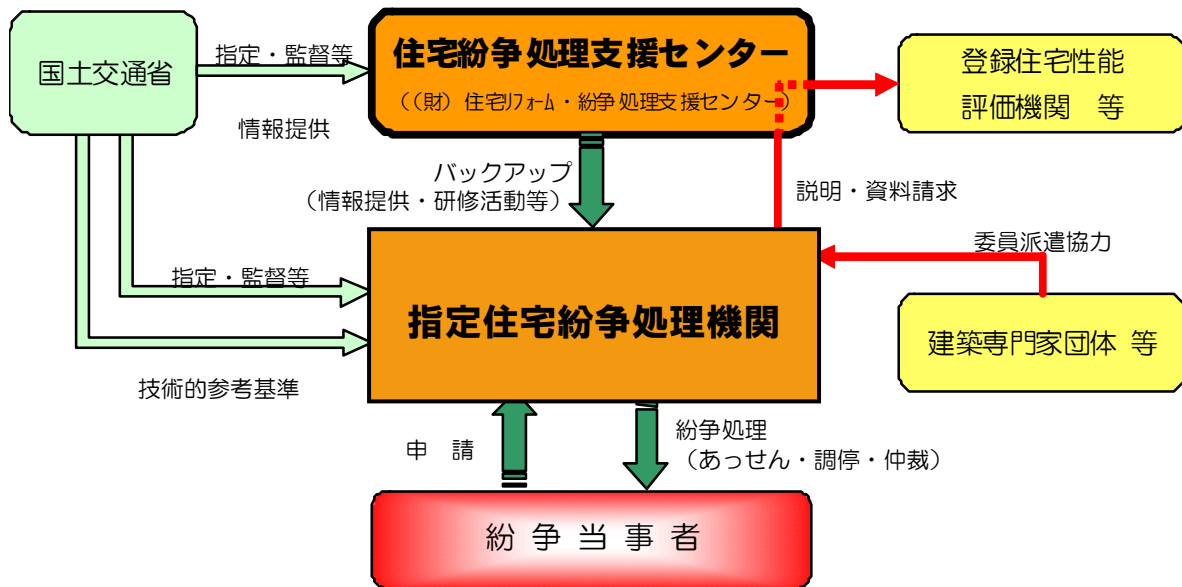 国土交通省
指定・監督等
情報提供
住宅紛争処理支援センター
((財)住宅リフォーム・紛争処理支援センター)
登録住宅性能
評価機関 等
バックアップ
(情報提供・研修活動等)
説明・資料請求
委員派遣協力
指定・監督等
指定住宅紛争処理機関
建築専門家団体 等
技術的参考基準
申 請
紛争処理
(あっせん・調停・仲裁)
紛 争 当 事 者